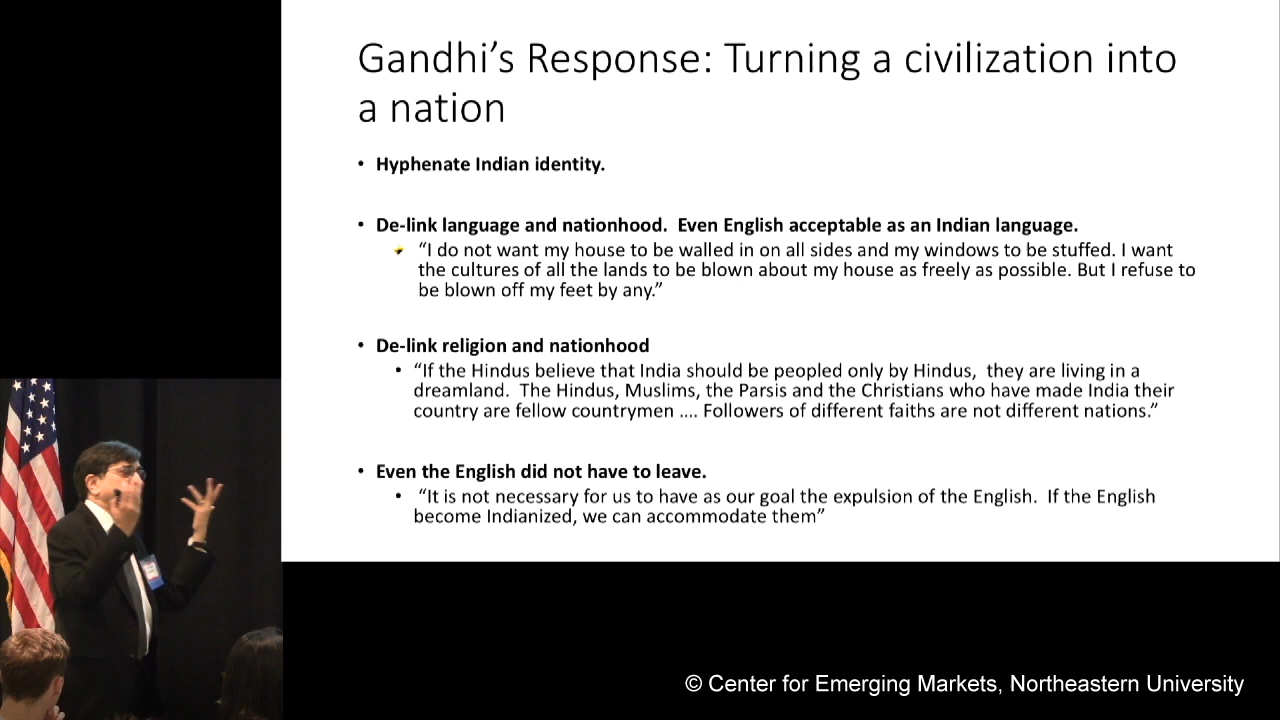 Gandhi’s Response: Turning a civilization into
a nation
• Hyphenate Indian identity.
• De-link language and nationhood.  Even English acceptable as an Indian language.
“I do not want my house to be walled in on all sides and my windows to be stuffed. I want
the cultures of all the lands to be blown about my house as freely as possible. But I refuse to
be blown off my feet by any.”
• De-link religion and nationhood
• “If the Hindus believe that India should be peopled only by Hindus,  they are living in a
dreamland.  The Hindus, Muslims, the Parsis and the Christians who have made India their
country are fellow countrymen .... Followers of different faiths are not different nations.”
• Even the English did not have to leave.
• “It is not necessary for us to have as our goal the expulsion of the English.  If the English
become Indianized, we can accommodate them”
© Center for Emerging Markets, Northeastern University